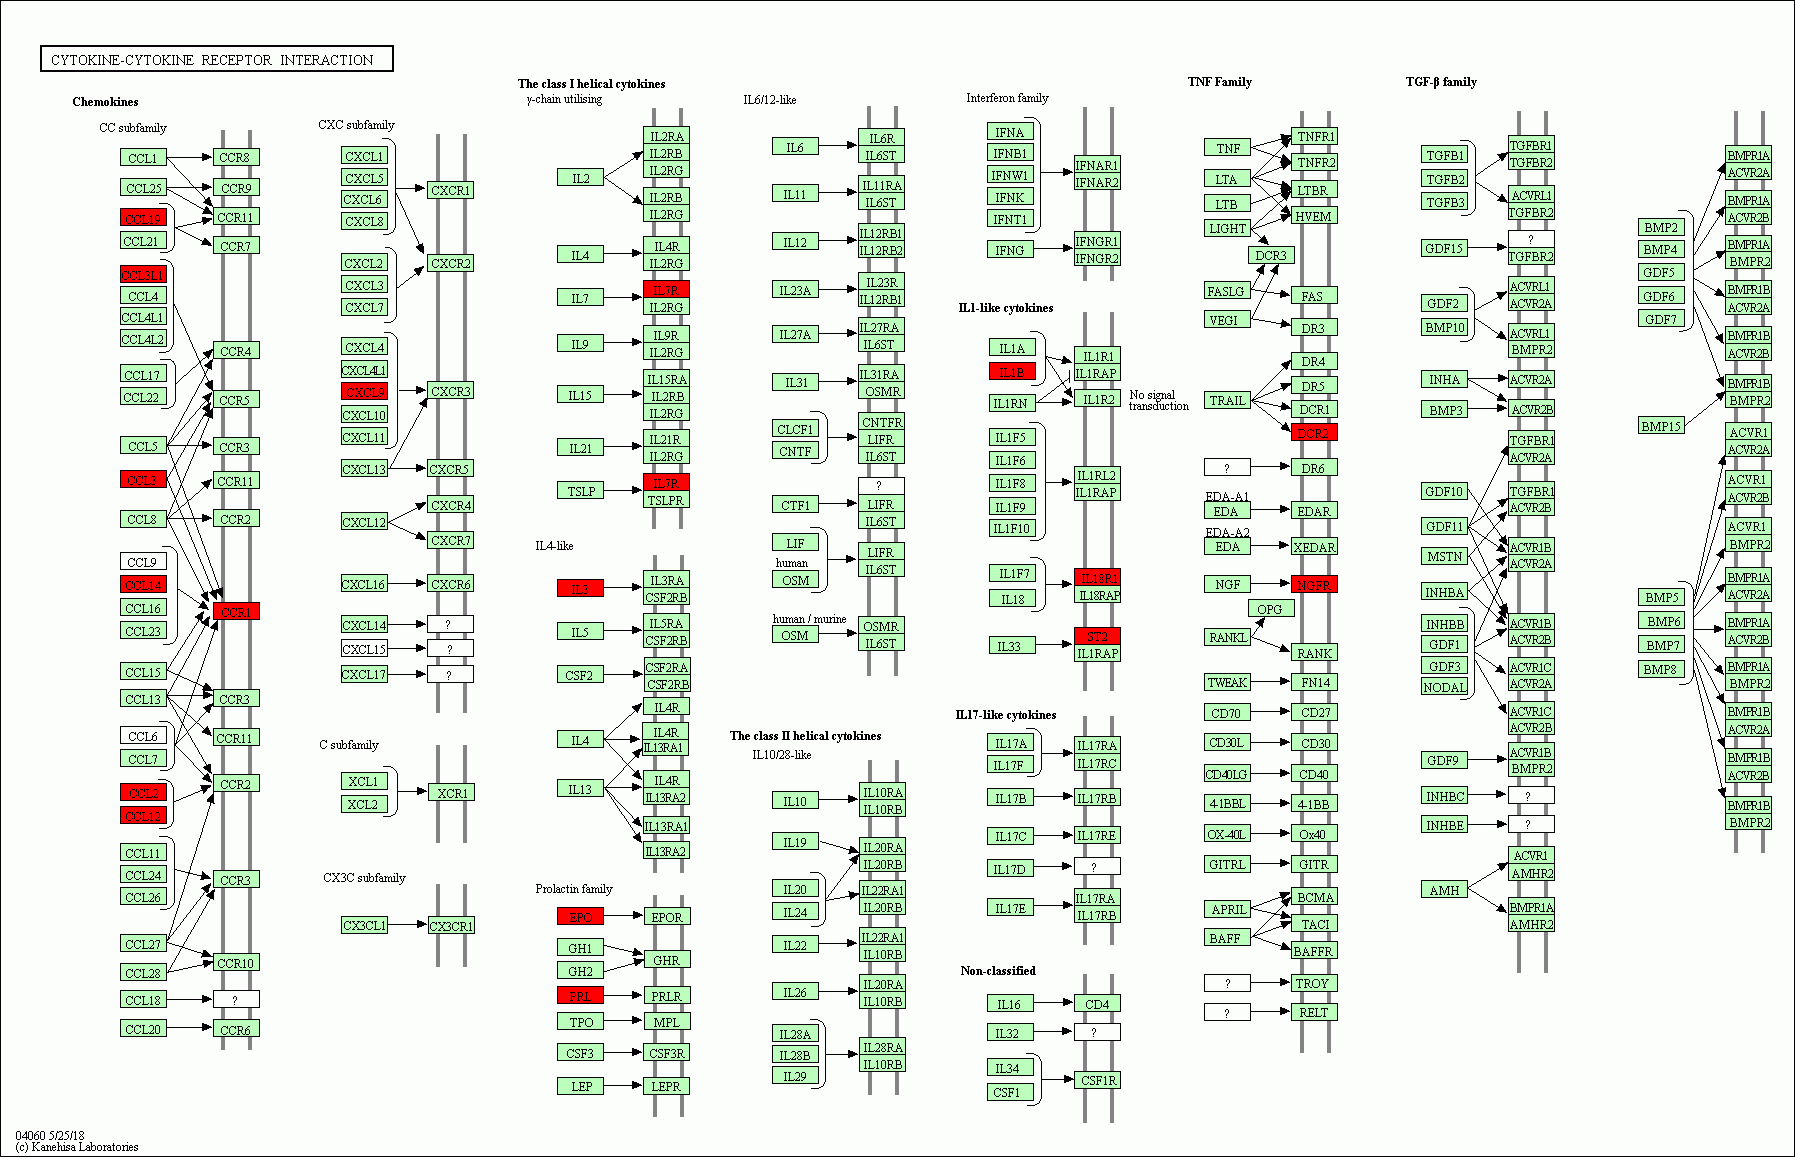 CYTOKINE-CYTOKINE RECEPTOR INTERACTION
Chemokines
CC subfamily
CCL1
CCR8
CCL25
CCR9
CCL19
CCR11
CCL21
CCR7
CCL3L1
CCL4
CCL4L1
CCL4L2
CCR4
CCL17
CCL22
CCR5
CCL5
CCR3
CCL3
CCR11
CCL8
CCR2
CCL9
CCL14
CCL16
CCR1
CCL23
CCL15
CCL13
CCR3
CCL6
CCR11
CCL7
CCR2
CCL2
CCL12
CCL11
CCL24
CCR3
CCL26
CCL27
CCR10
CCL28
CCL18
?
CCL20
CCR6
CXC subfamily
CXCL1
CXCL5
CXCR1
CXCL6
CXCL8
CXCL2
CXCR2
CXCL3
CXCL7
CXCL4
CXCL4L1
CXCL9
CXCR3
CXCL10
CXCL11
CXCL13
CXCR5
CXCR4
CXCL12
CXCR7
CXCL16
CXCR6
CXCL14
?
CXCL15
?
CXCL17
?
C subfamily
XCL1
XCR1
XCL2
CX3C subfamily
CX3CL1
CX3CR1
The class I helical cytokines
γ-chain utilising
IL2RA
IL2RB
IL2RG
IL2
IL2RB
IL2RG
IL4
IL4R
IL2RG
IL7
IL7R
IL2RG
IL9
IL9R
IL2RG
IL15
IL15RA
IL2RB
IL2RG
IL21
IL21R
IL2RG
TSLP
IL7R
TSLPR
IL4-like
IL3
IL3RA
CSF2RB
IL5
IL5RA
CSF2RB
CSF2
CSF2RA
CSF2RB
IL4R
IL4
IL4R
IL13RA1
IL13
IL4R
IL13RA2
IL13RA1
IL13RA2
Prolactin family
EPO
EPOR
GH1
GHR
GH2
PRL
PRLR
TPO
MPL
CSF3
CSF3R
LEP
LEPR
IL6/12-like
IL6
IL6R
IL6ST
IL11
IL11RA
IL6ST
IL12
IL12RB1
IL12RB2
IL23A
IL23R
IL12RB1
IL27A
IL27RA
IL6ST
IL31
IL31RA
OSMR
CLCF1
CNTF
CNTFR
LIFR
IL6ST
CTF1
?
LIFR
IL6ST
LIF
human
OSM
LIFR
IL6ST
human / murine
OSM
OSMR
IL6ST
The class II helical cytokines
IL10/28-like
IL10
IL10RA
IL10RB
IL19
IL20RA
IL20RB
IL20
IL24
IL22RA1
IL20RB
IL22
IL22RA1
IL10RB
IL26
IL20RA
IL10RB
IL28A
IL28B
IL29
IL28RA
IL10RB
Interferon family
IFNA
IFNB1
IFNW1
IFNK
IFNT1
IFNAR1
IFNAR2
IFNG
IFNGR1
IFNGR2
IL1-like cytokines
IL1A
IL1B
IL1R1
IL1RAP
IL1RN
IL1R2
No signal
transduction
IL1F5
IL1F6
IL1F8
IL1F9
IL1F10
IL1RL2
IL1RAP
IL1F7
IL18
IL18R1
IL18RAP
IL33
ST2
IL1RAP
IL17-like cytokines
IL17A
IL17F
IL17RA
IL17RC
IL17B
IL17RB
IL17C
IL17RE
IL17D
?
IL17E
IL17RA
IL17RB
Non-classified
IL16
CD4
IL32
?
IL34
CSF1
CSF1R
TNF Family
TNF
TNFR1
TNFR2
LTA
LTBR
LTB
HVEM
LIGHT
DCR3
FASLG
FAS
VEGI
DR3
DR4
DR5
TRAIL
DCR1
DCR2
?
DR6
EDA-A1
EDA
EDAR
EDA-A2
EDA
XEDAR
NGF
NGFR
OPG
RANKL
RANK
TWEAK
FN14
CD70
CD27
CD30L
CD30
CD40LG
CD40
4-1BBL
4-1BB
OX-40L
Ox40
GITRL
GITR
BCMA
APRIL
TACI
BAFF
BAFFR
?
TROY
?
RELT
TGF-β family
TGFB1
TGFB2
TGFB3
TGFBR1
TGFBR2
ACVRL1
TGFBR2
GDF15
?
TGFBR2
GDF2
BMP10
ACVRL1
ACVR2A
ACVRL1
BMPR2
INHA
ACVR2A
BMP3
ACVR2B
TGFBR1
ACVR2A
GDF10
TGFBR1
ACVR2B
GDF11
MSTN
ACVR1B
ACVR2A
INHBA
INHBB
GDF1
GDF3
NODAL
ACVR1B
ACVR2B
ACVR1C
ACVR2A
ACVR1C
ACVR2B
GDF9
ACVR1B
BMPR2
INHBC
?
INHBE
?
AMH
ACVR1
AMHR2
BMPR1A
AMHR2
BMP2
BMP4
GDF5
GDF6
GDF7
BMPR1A
ACVR2A
BMPR1A
ACVR2B
BMPR1A
BMPR2
BMPR1B
ACVR2A
BMPR1B
ACVR2B
BMPR1B
BMPR2
BMP15
ACVR1
ACVR2A
ACVR1
ACVR2B
ACVR1
BMPR2
BMP5
BMP6
BMP7
BMP8
BMPR1A
ACVR2A
BMPR1A
ACVR2B
BMPR1A
BMPR2
BMPR1B
ACVR2A
BMPR1B
ACVR2B
BMPR1B
BMPR2
04060 5/25/18
(c) Kanehisa Laboratories